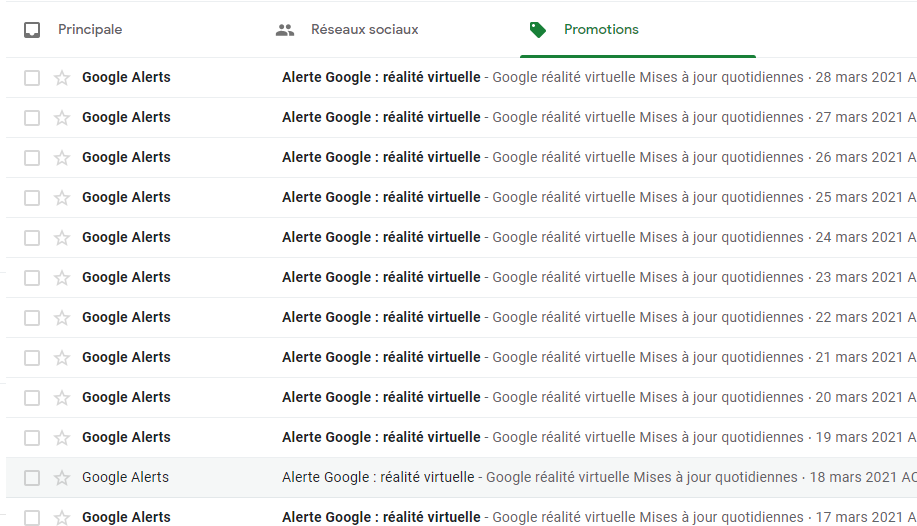 Principale Réseaux sociaux Promotions
Google Alerts Alerte Google : réalité virtuelle - Google réalité virtuelle Mises à jour quotidiennes · 28 mars 2021 A
Google Alerts Alerte Google : réalité virtuelle - Google réalité virtuelle Mises à jour quotidiennes · 27 mars 2021 A
Google Alerts Alerte Google : réalité virtuelle - Google réalité virtuelle Mises à jour quotidiennes · 26 mars 2021 A
Google Alerts Alerte Google : réalité virtuelle - Google réalité virtuelle Mises à jour quotidiennes · 25 mars 2021 A
Google Alerts Alerte Google : réalité virtuelle - Google réalité virtuelle Mises à jour quotidiennes · 24 mars 2021 A
Google Alerts Alerte Google : réalité virtuelle - Google réalité virtuelle Mises à jour quotidiennes · 23 mars 2021 A
Google Alerts Alerte Google : réalité virtuelle - Google réalité virtuelle Mises à jour quotidiennes · 22 mars 2021 A
Google Alerts Alerte Google : réalité virtuelle - Google réalité virtuelle Mises à jour quotidiennes · 21 mars 2021 A
Google Alerts Alerte Google : réalité virtuelle - Google réalité virtuelle Mises à jour quotidiennes · 20 mars 2021 A
Google Alerts Alerte Google : réalité virtuelle - Google réalité virtuelle Mises à jour quotidiennes · 19 mars 2021 A
Google Alerts Alerte Google : réalité virtuelle - Google réalité virtuelle Mises à jour quotidiennes · 18 mars 2021 AC
Google Alerts Alerte Google : réalité virtuelle - Google réalité virtuelle Mises à jour quotidiennes · 17 mars 2021 A